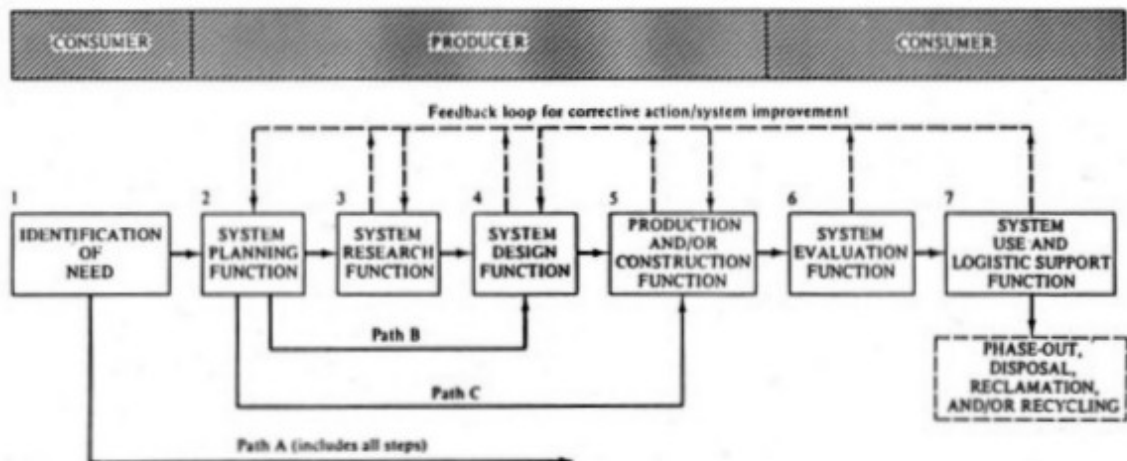 CONSUMER
PRODUCER
CONSUMER
Feedback loop for corrective action/system improvement
1
IDENTIFICATION
OF
NEED
2
SYSTEM
PLANNING
FUNCTION
3
SYSTEM
RESEARCH
FUNCTION
4
SYSTEM
DESIGN
FUNCTION
5
PRODUCTION
AND/OR
CONSTRUCTION
FUNCTION
6
SYSTEM
EVALUATION
FUNCTION
7
SYSTEM
USE AND
LOGISTIC SUPPORT
FUNCTION
Path B
Path C
PHASE-OUT,
DISPOSAL,
RECLAMATION,
AND/OR RECYCLING
Path A (includes all steps)